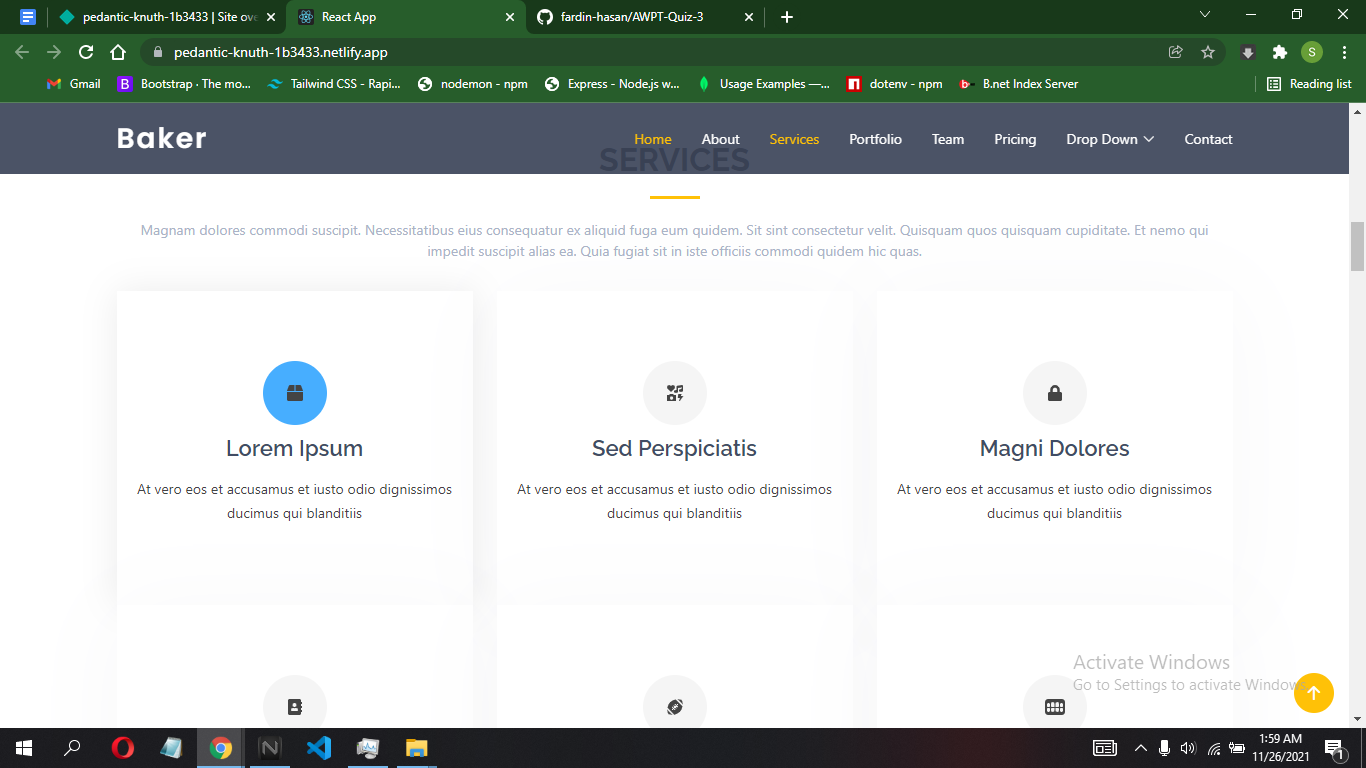 pedantic-knuth-1b3433 | Site ove
React App
fardin-hasan/AWPT-Quiz-3
pedantic-knuth-1b3433.netlify.app
S
Gmail
B Bootstrap · The mo...
Tailwind CSS - Rapi...
nodemon - npm
Express - Node.js w...
Usage Examples —...
dotenv - npm
B.net Index Server
Reading list
Baker
Home About Services Portfolio Team Pricing Drop Down Contact
SERVICES
Magnam dolores commodi suscipit. Necessitatibus eius consequatur ex aliquid fuga eum quidem. Sit sint consectetur velit. Quisquam quos quisquam cupiditate. Et nemo qui
impedit suscipit alias ea. Quia fugiat sit in iste officiis commodi quidem hic quas.
Lorem Ipsum
At vero eos et accusamus et iusto odio dignissimos
ducimus qui blanditiis
Sed Perspiciatis
At vero eos et accusamus et iusto odio dignissimos
ducimus qui blanditiis
Magni Dolores
At vero eos et accusamus et iusto odio dignissimos
ducimus qui blanditiis
Activate Windows
Go to Settings to activate Windows.
1:59 AM
11/26/2021
1